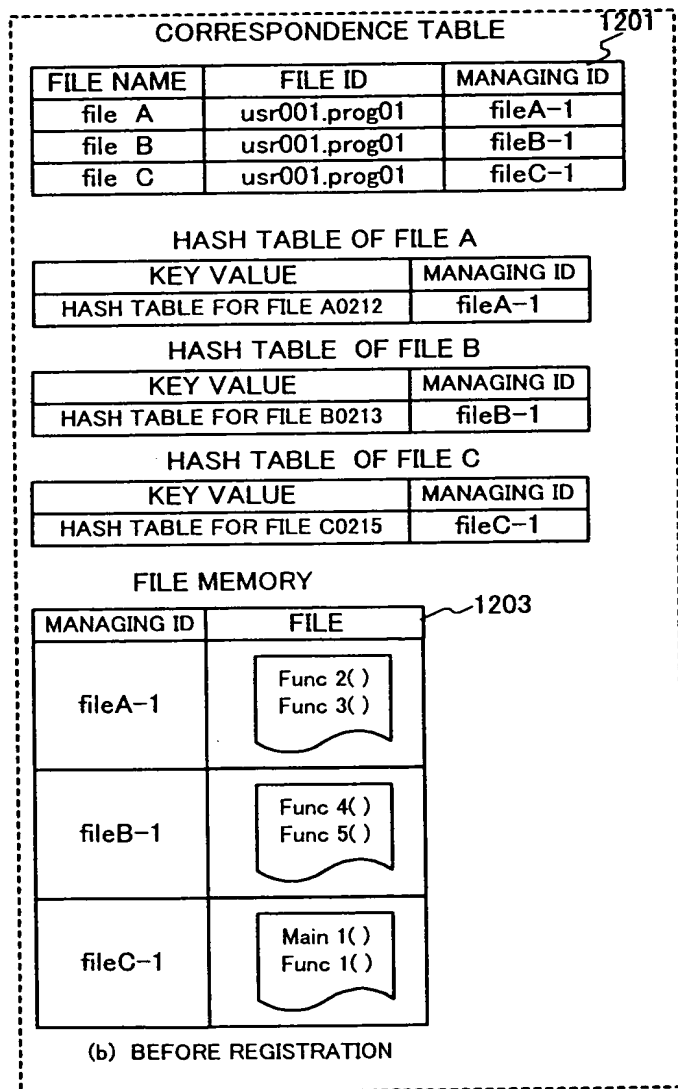 CORRESPONDENCE TABLE 1201
FILE NAME FILE ID MANAGING ID
file A usr001.prog01 fileA-1
file B usr001.prog01 fileB-1
file C usr001.prog01 fileC-1
HASH TABLE OF FILE A
KEY VALUE MANAGING ID
HASH TABLE FOR FILE A0212 fileA-1
HASH TABLE OF FILE B
KEY VALUE MANAGING ID
HASH TABLE FOR FILE B0213 fileB-1
HASH TABLE OF FILE C
KEY VALUE MANAGING ID
HASH TABLE FOR FILE C0215 fileC-1
FILE MEMORY
1203
MANAGING ID FILE
fileA-1
Func 2( )
Func 3( )
fileB-1
Func 4( )
Func 5( )
fileC-1
Main 1( )
Func 1( )
(b) BEFORE REGISTRATION